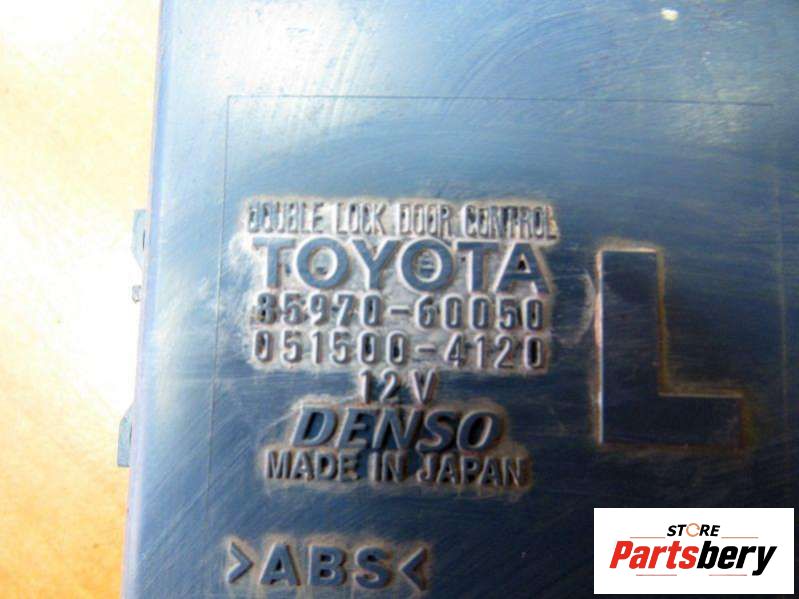 DOUBLE LOCK DOOR CONTROL
TOYOTA
85970-60050
051500-4120
12V
DENSO
MADE IN JAPAN
L
>ABS<
STORE
Partsbery